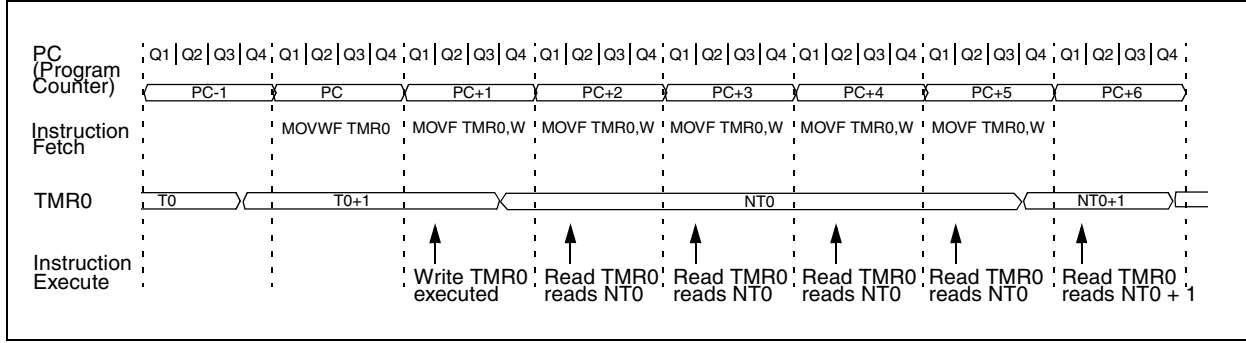 PC
(Program
Counter)
Q1 Q2 Q3 Q4 Q1 Q2 Q3 Q4 Q1 Q2 Q3 Q4 Q1 Q2 Q3 Q4 Q1 Q2 Q3 Q4 Q1 Q2 Q3 Q4 Q1 Q2 Q3 Q4 Q1 Q2 Q3 Q4
PC-1 PC PC+1 PC+2 PC+3 PC+4 PC+5 PC+6
Instruction
Fetch
MOVWF TMR0 MOVF TMR0,W MOVF TMR0,W MOVF TMR0,W MOVF TMR0,W MOVF TMR0,W
TMR0
T0 T0+1 NT0 NT0+1
Instruction
Execute
Write TMR0
executed
Read TMR0
reads NT0
Read TMR0
reads NT0
Read TMR0
reads NT0
Read TMR0
reads NT0
Read TMR0
reads NT0 + 1